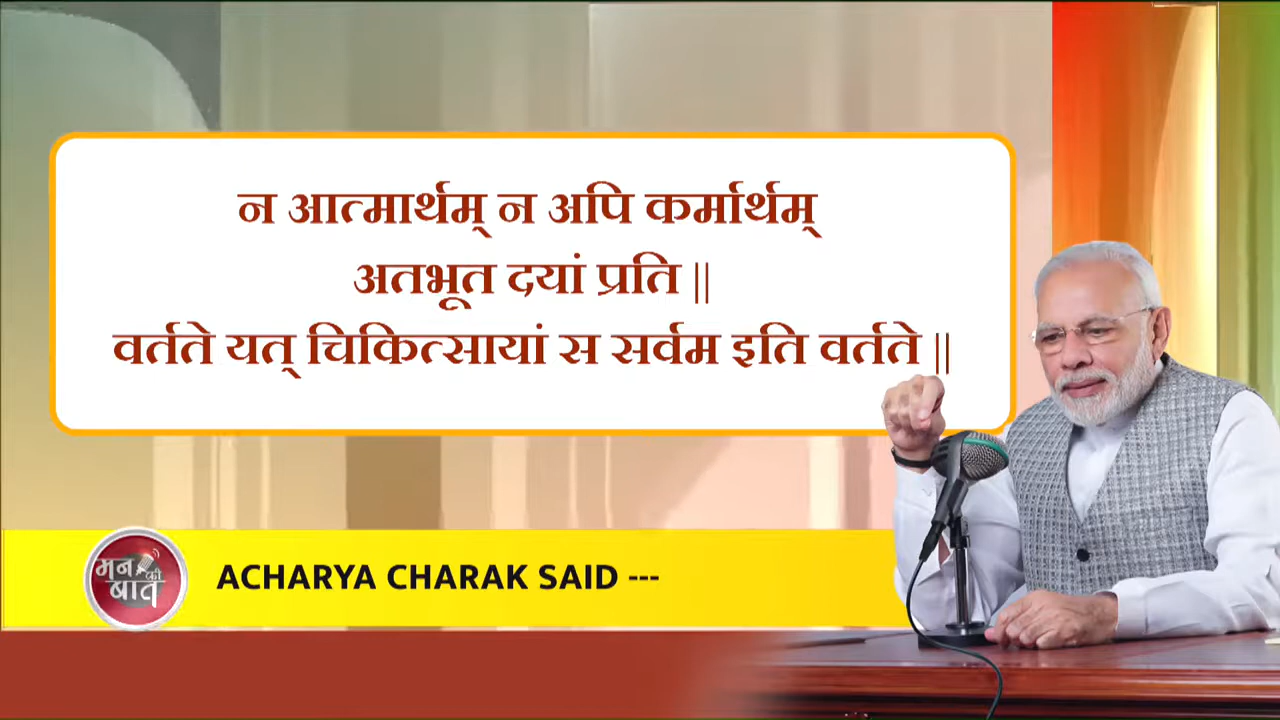 न आत्मार्थम् न अपि कर्मार्थम्
अतभूत दयां प्रति ||
वर्तते यत् चिकित्सायां स सर्वम इति वर्तते ||
मन की बात
ACHARYA CHARAK SAID ---